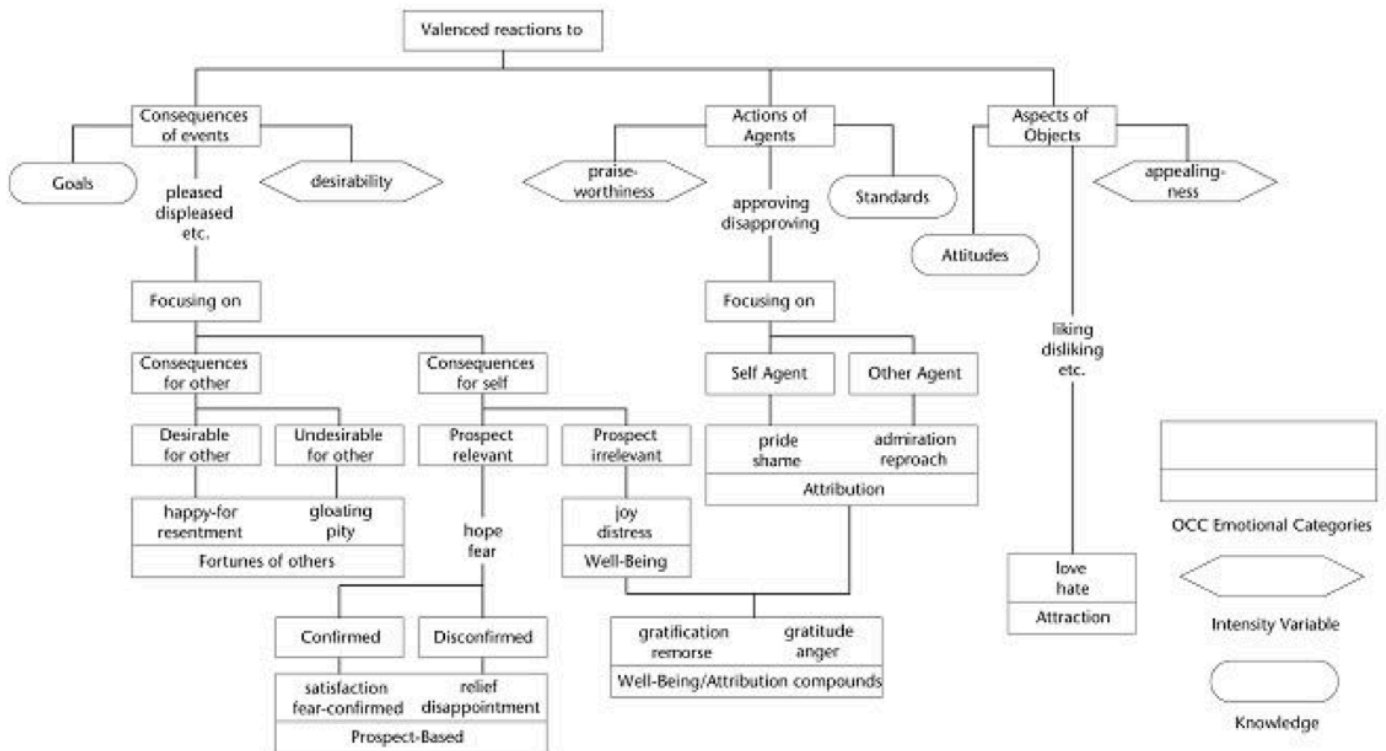 Valenced reactions to
Consequences
of events
Actions of
Agents
Aspects of
Objects
Goals
desirability
praise-
worthiness
Standards
appealing-
ness
Attitudes
pleased
displeased
etc.
approving
disapproving
Focusing on
Focusing on
liking
disliking
etc.
Consequences
for other
Consequences
for self
Self Agent
Other Agent
Desirable
for other
Undesirable
for other
Prospect
relevant
Prospect
irrelevant
pride
shame
admiration
reproach
Attribution
happy-for
resentment
gloating
pity
Fortunes of others
hope
fear
joy
distress
Well-Being
OCC Emotional Categories
love
hate
Attraction
Confirmed
Disconfirmed
gratification
remorse
gratitude
anger
Well-Being/Attribution compounds
Intensity Variable
satisfaction
fear-confirmed
relief
disappointment
Prospect-Based
Knowledge